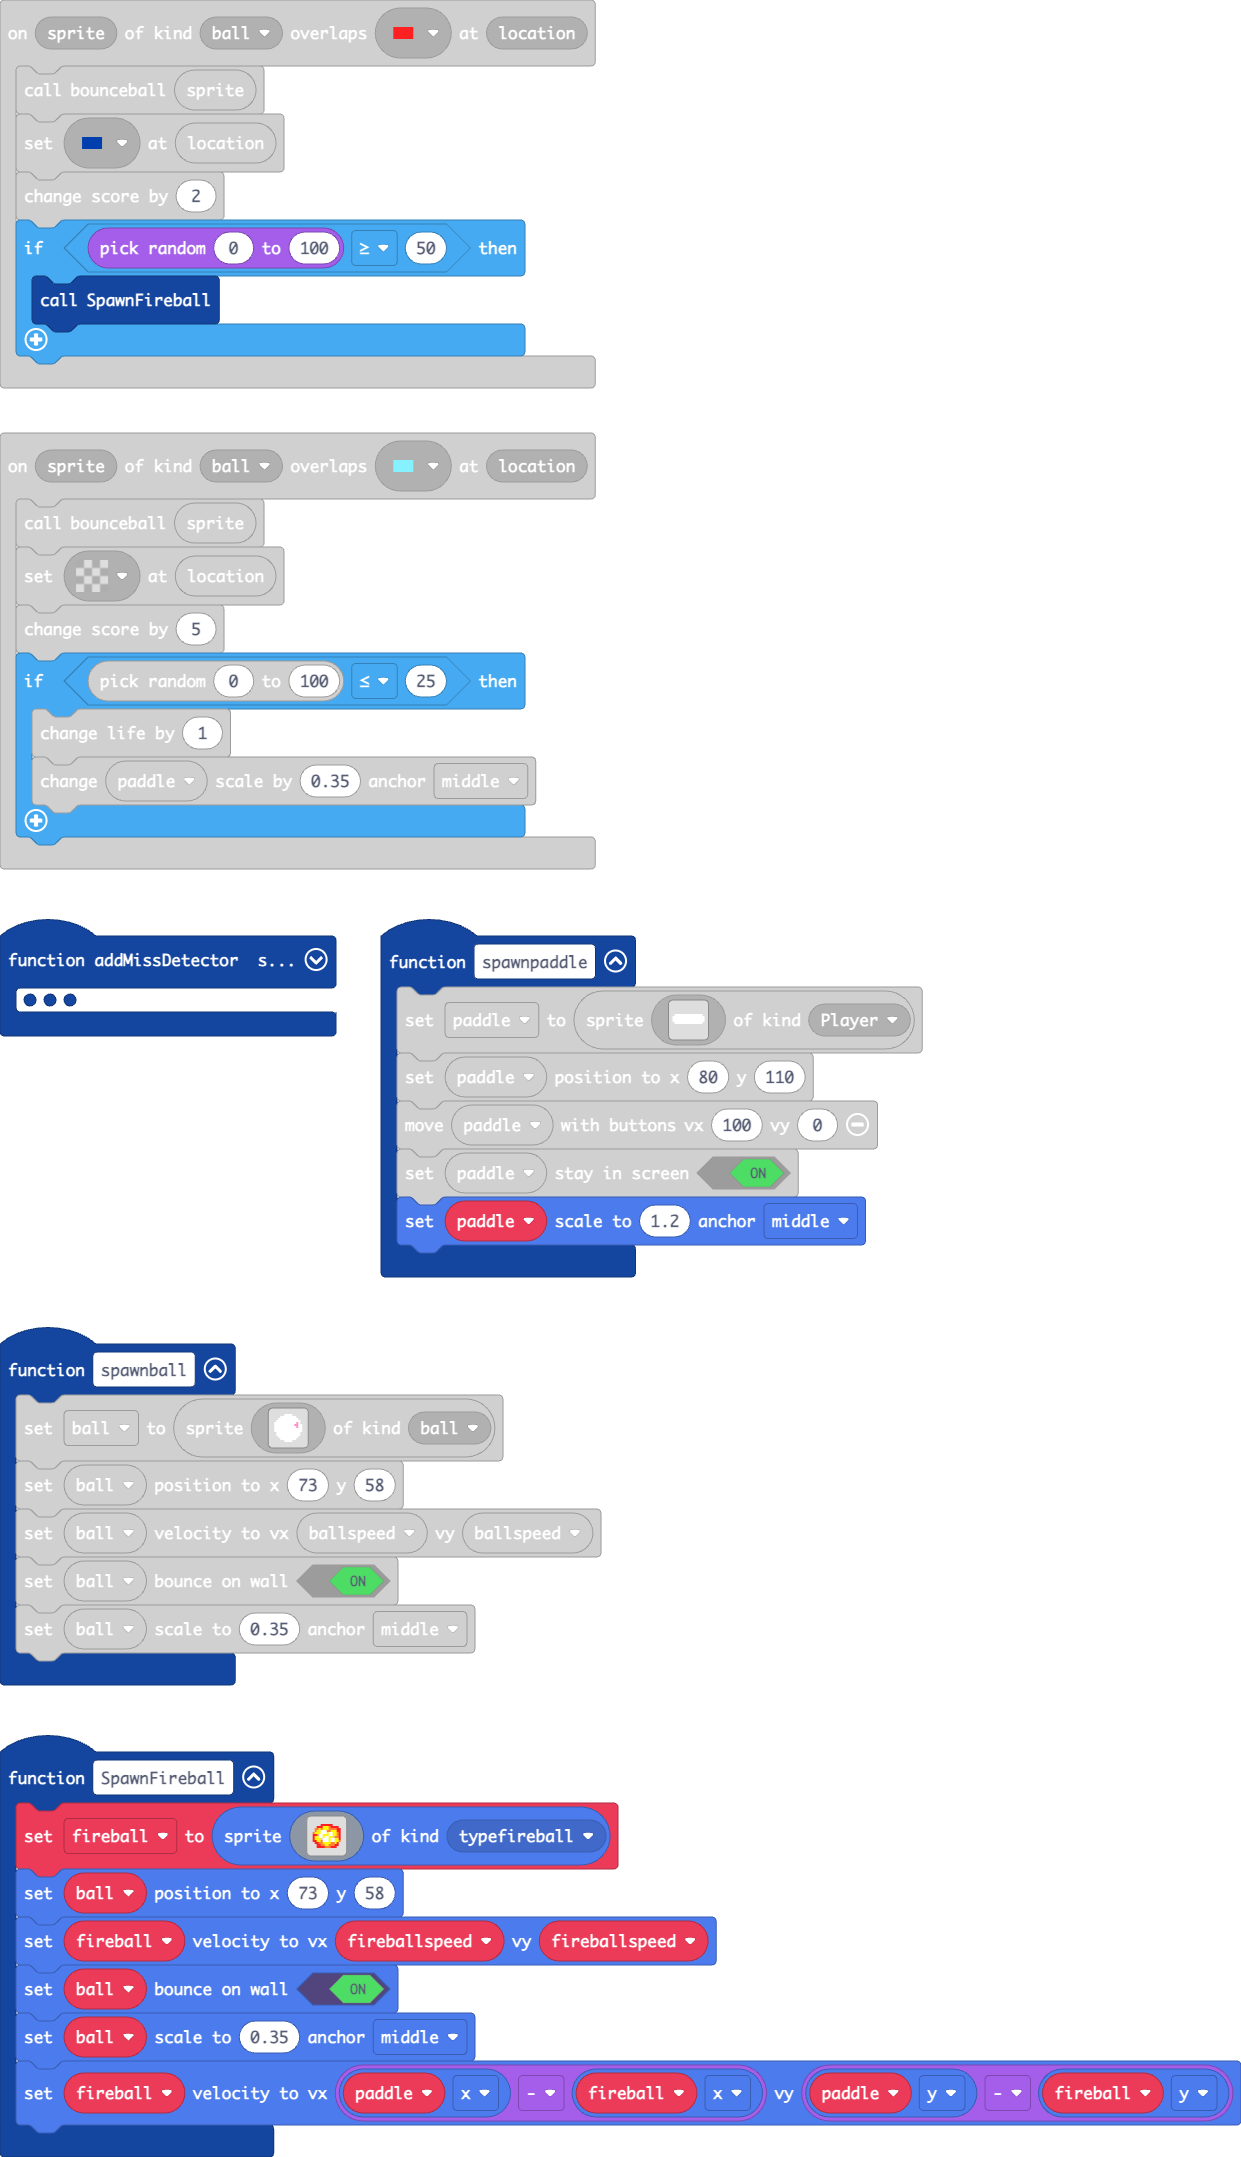 on sprite of kind ball overlaps at location
call bounceball sprite
set at location
change score by 2
if pick random 0 to 100 ≥ 50 then
call SpawnFireball
on sprite of kind ball overlaps at location
call bounceball sprite
set at location
change score by 5
if pick random 0 to 100 ≤ 25 then
change life by 1
change paddle scale by 0.35 anchor middle
function addMissDetector s...
function spawnpaddle
set paddle to sprite of kind Player
set paddle position to x 80 y 110
move paddle with buttons vx 100 vy 0
set paddle stay in screen ON
set paddle scale to 1.2 anchor middle
function spawnball
set ball to sprite of kind ball
set ball position to x 73 y 58
set ball velocity to vx ballspeed vy ballspeed
set ball bounce on wall ON
set ball scale to 0.35 anchor middle
function SpawnFireball
set fireball to sprite of kind typefireball
set ball position to x 73 y 58
set fireball velocity to vx fireballspeed vy fireballspeed
set ball bounce on wall ON
set ball scale to 0.35 anchor middle
set fireball velocity to vx paddle x - fireball x vy paddle y - fireball y